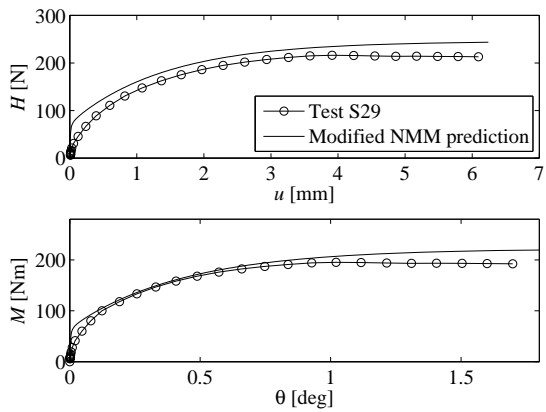 300
200
100
0
H [N]
0 1 2 3 4 5 6 7
u [mm]
Test S29
Modified NMM prediction
200
100
0
M [Nm]
0 0.5 1 1.5
θ [deg]